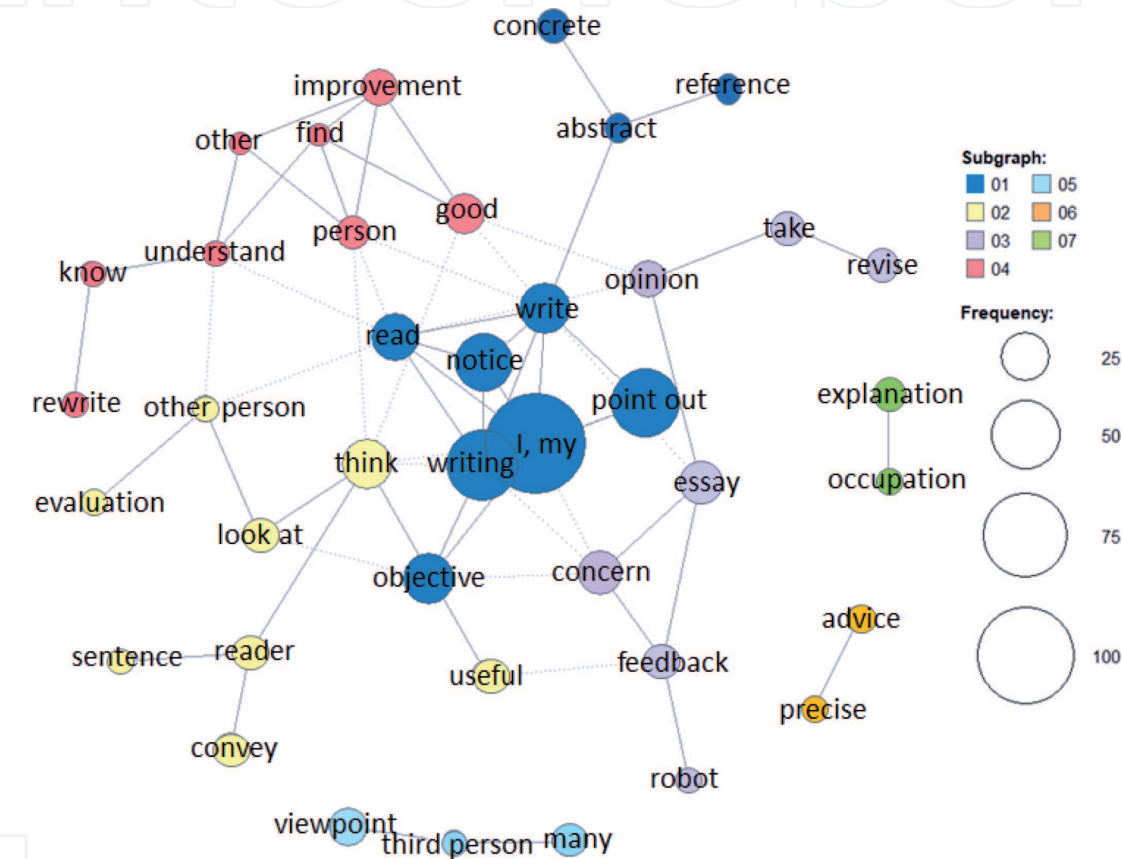 concrete
improvement
reference
abstract
other
find
good
person
understand
know
take
revise
opinion
write
read
notice
rewrite
other person
point out
I, my
think
writing
evaluation
look at
essay
objective
concern
sentence
reader
useful
feedback
convey
robot
viewpoint
third person
many
explanation
occupation
advice
precise
Subgraph:
01 05
02 06
03 07
04
Frequency:
25
50
75
100